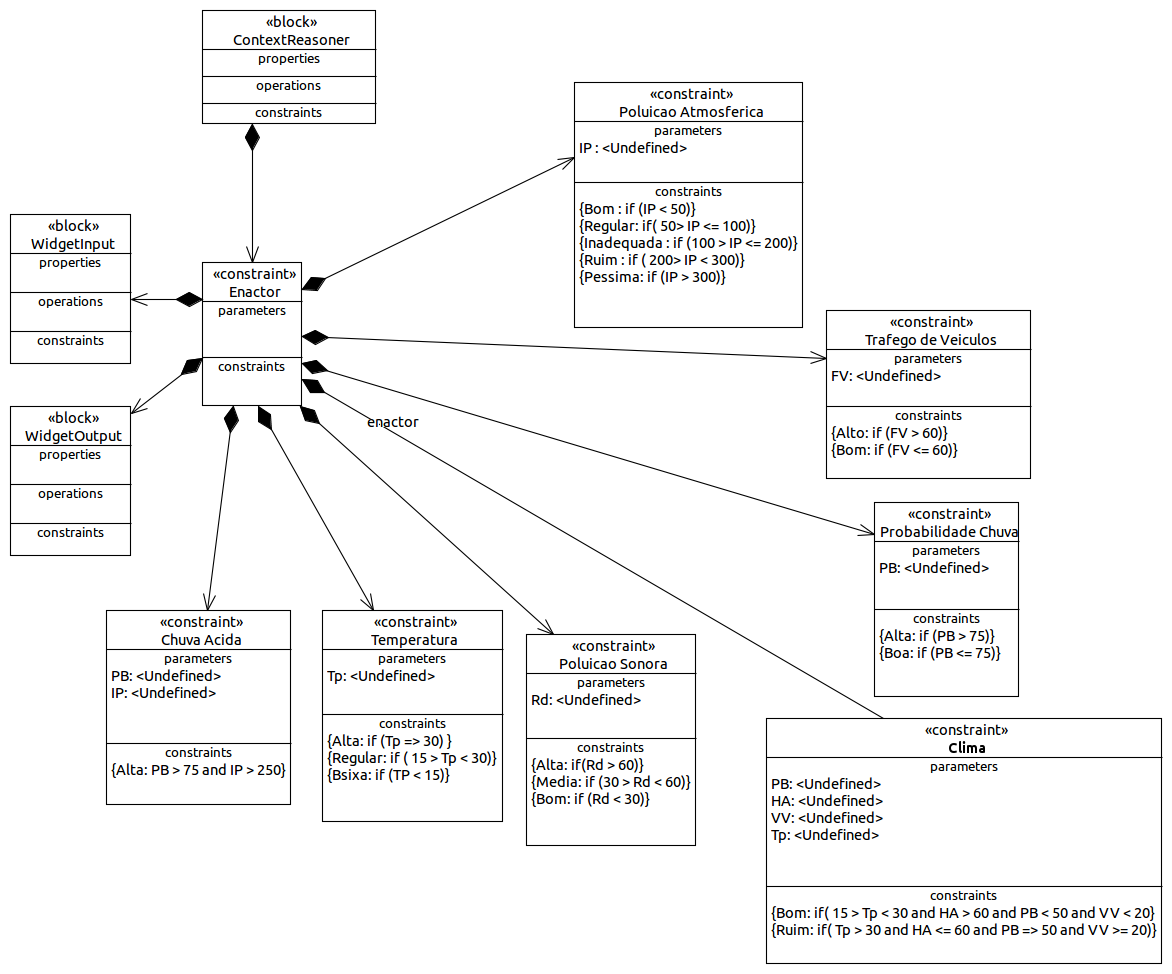 «block»
ContextReasoner
properties
operations
constraints
«constraint»
Poluicao Atmosferica
parameters
IP : <Undefined>
constraints
{Bom : if (IP < 50)}
{Regular: if( 50> IP <= 100)}
{Inadequada : if (100 > IP <= 200)}
{Ruim : if ( 200> IP < 300)}
{Pessima: if (IP > 300)}
«block»
WidgetInput
properties
operations
constraints
«constraint»
Enactor
parameters
constraints
«constraint»
Trafego de Veiculos
parameters
FV: <Undefined>
constraints
{Alto: if (FV > 60)}
{Bom: if (FV <= 60)}
«block»
WidgetOutput
properties
operations
constraints
enactor
«constraint»
Probabilidade Chuva
parameters
PB: <Undefined>
constraints
{Alta: if (PB > 75)}
{Boa: if (PB <= 75)}
«constraint»
Chuva Acida
parameters
PB: <Undefined>
IP: <Undefined>
constraints
{Alta: PB > 75 and IP > 250}
«constraint»
Temperatura
parameters
Tp: <Undefined>
constraints
{Alta: if (Tp => 30) }
{Regular: if ( 15 > Tp < 30)}
{Bsixa: if (TP < 15)}
«constraint»
Poluicao Sonora
parameters
Rd: <Undefined>
constraints
{Alta: if(Rd > 60)}
{Media: if (30 > Rd < 60)}
{Bom: if (Rd < 30)}
«constraint»
Clima
parameters
PB: <Undefined>
HA: <Undefined>
VV: <Undefined>
Tp: <Undefined>
constraints
{Bom: if( 15 > Tp < 30 and HA > 60 and PB < 50 and VV < 20}
{Ruim: if( Tp > 30 and HA <= 60 and PB => 50 and VV >= 20)}